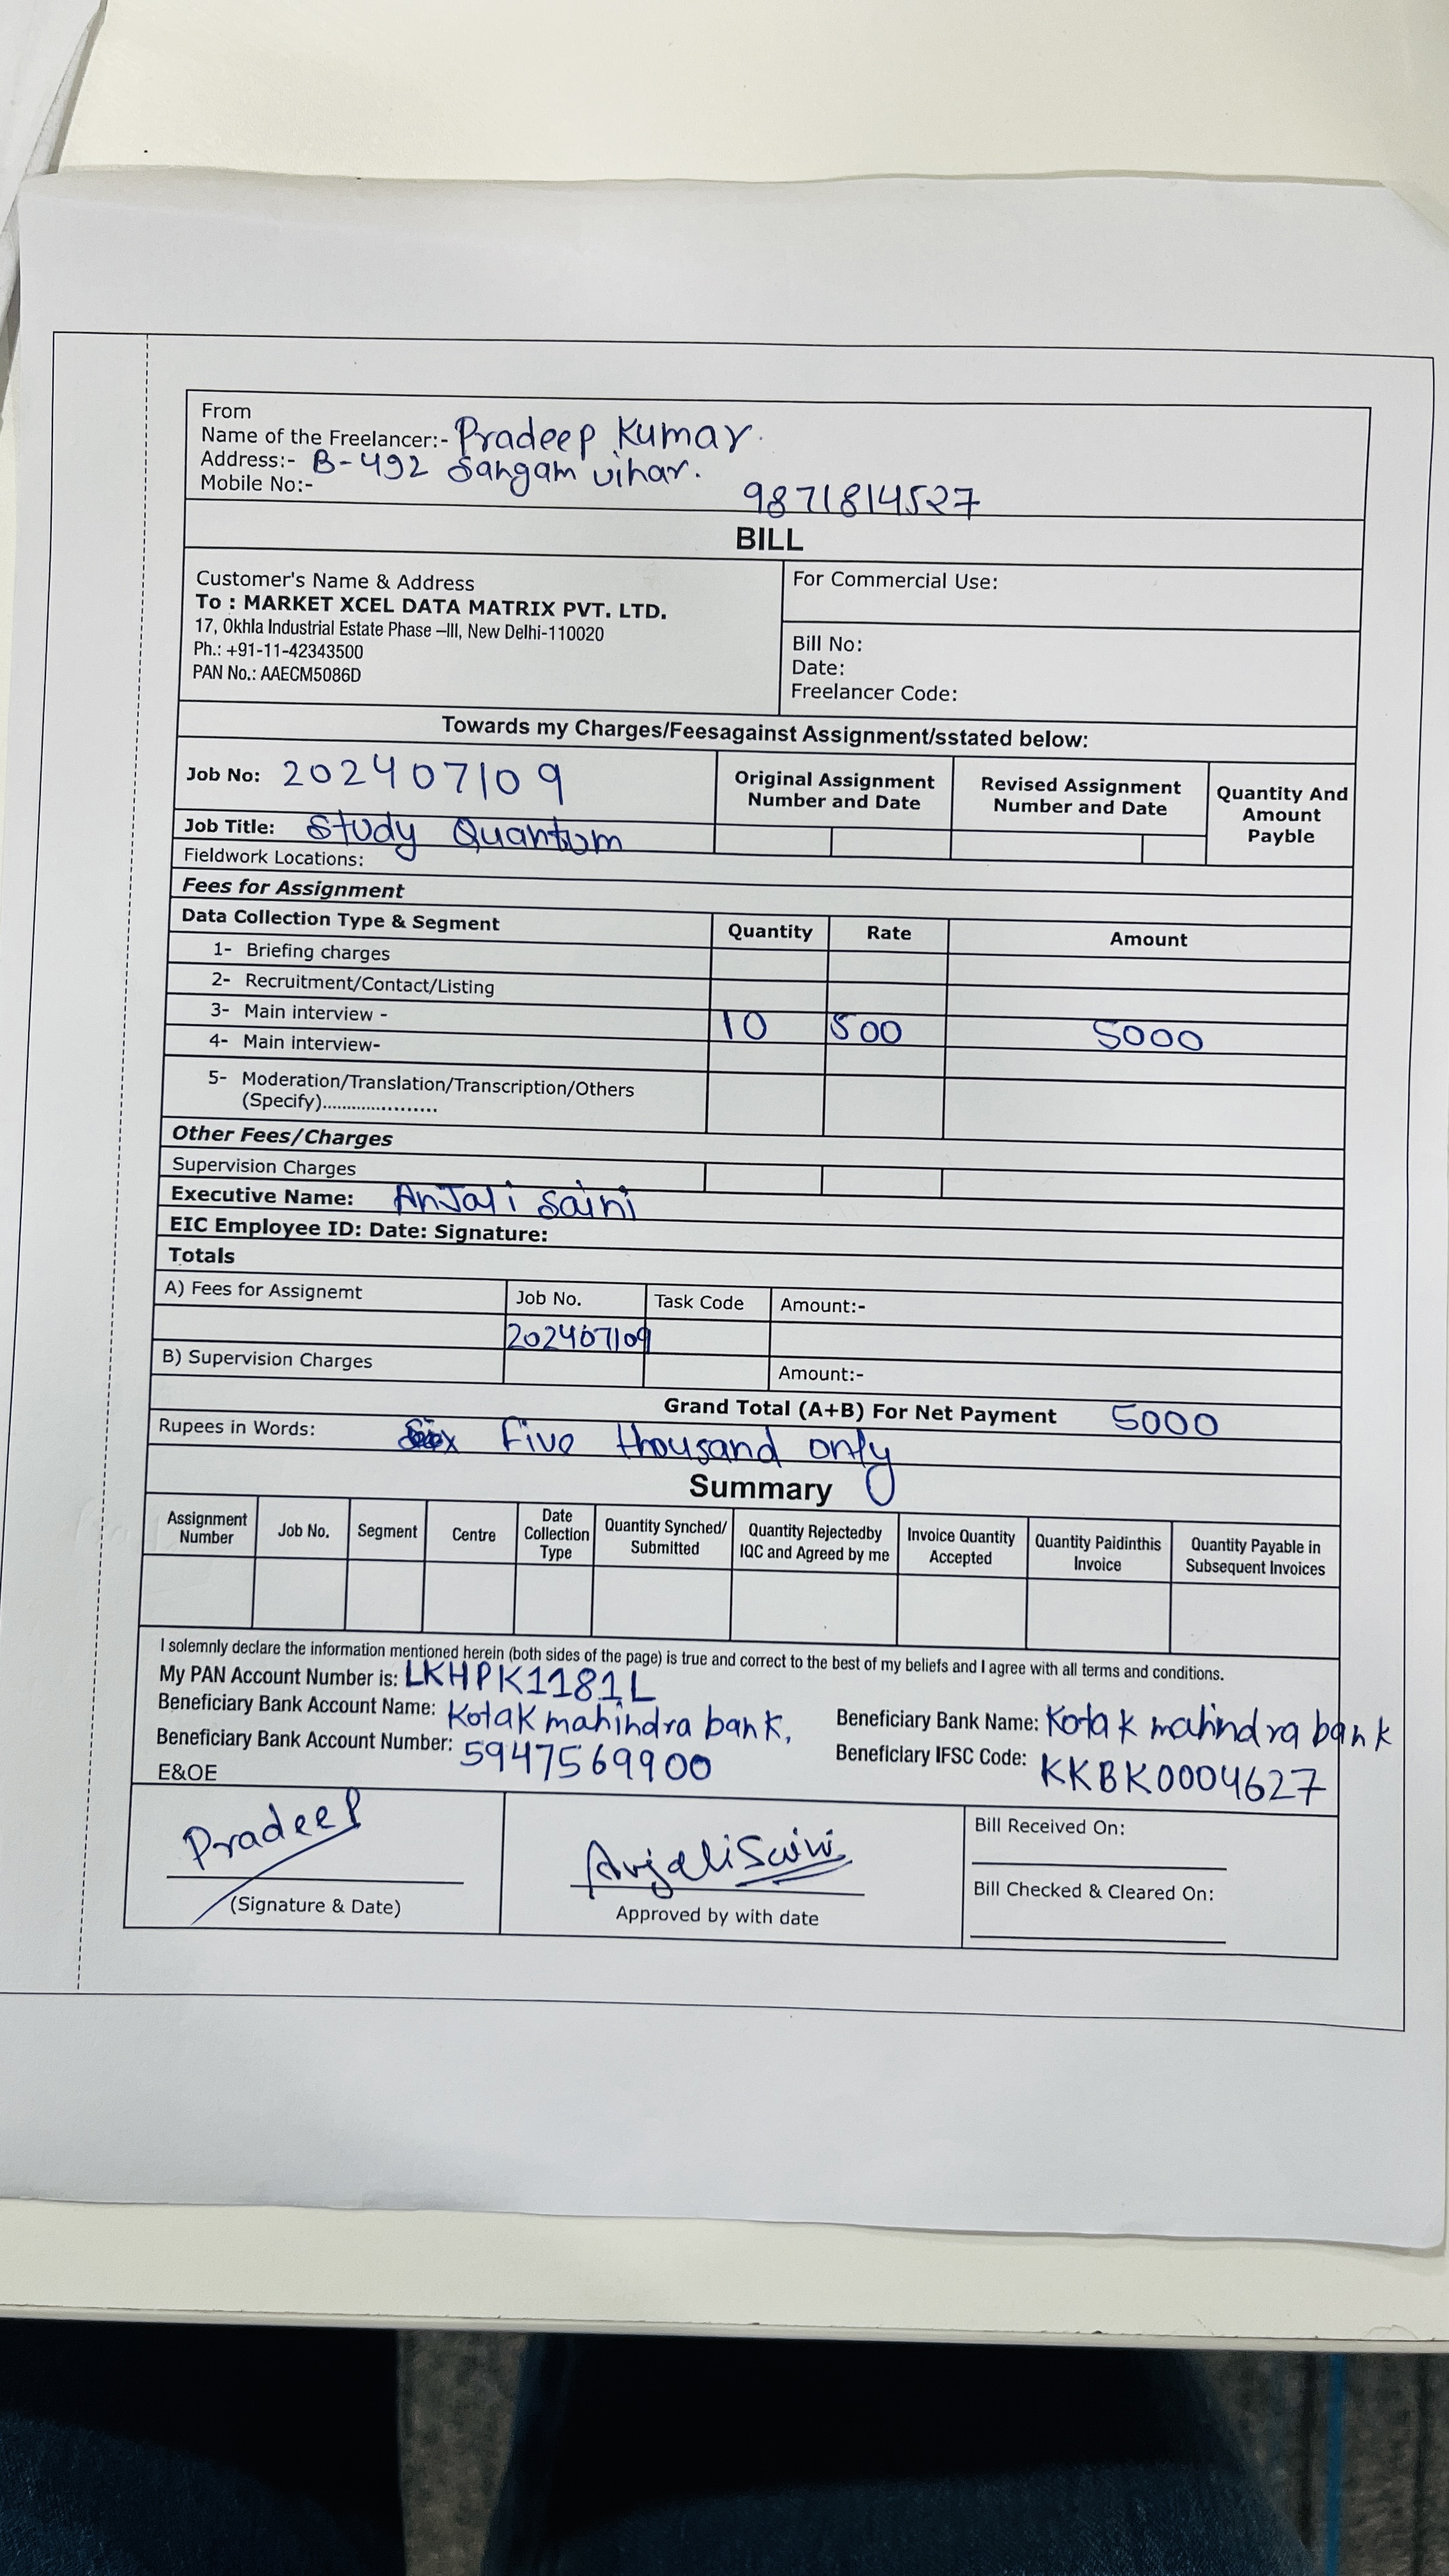 From
Name of the Freelancer:- Pradeep Kumar.
Address:- B-492 Sangam vihar.
Mobile No:- 9871814527
BILL
Customer's Name & Address
To : MARKET XCEL DATA MATRIX PVT. LTD.
17, Okhla Industrial Estate Phase –III, New Delhi-110020
Ph.: +91-11-42343500
PAN No.: AAECM5086D
For Commercial Use:
Bill No:
Date:
Freelancer Code:
Towards my Charges/Feesagainst Assignment/sstated below:
Job No: 202407109
Original Assignment Number and Date
Revised Assignment Number and Date
Quantity And Amount Payble
Job Title: Study Quantum
Fieldwork Locations:
Fees for Assignment
Data Collection Type & Segment Quantity Rate Amount
1- Briefing charges
2- Recruitment/Contact/Listing
3- Main interview - 10 500 5000
4- Main interview-
5- Moderation/Translation/Transcription/Others
(Specify).....................
Other Fees/Charges
Supervision Charges
Executive Name: Anjali Saini
EIC Employee ID: Date: Signature:
Totals
A) Fees for Assignemt Job No. Task Code Amount:-
202407109
B) Supervision Charges Amount:-
Grand Total (A+B) For Net Payment 5000
Rupees in Words: Five thousand only
Summary
Assignment Number
Job No.
Segment
Centre
Date Collection Type
Quantity Synched/ Submitted
Quantity Rejectedby IQC and Agreed by me
Invoice Quantity Accepted
Quantity Paidinthis Invoice
Quantity Payable in Subsequent Invoices
I solemnly declare the information mentioned herein (both sides of the page) is true and correct to the best of my beliefs and I agree with all terms and conditions.
My PAN Account Number is: LKHPK1181L
Beneficiary Bank Account Name: Kotak mahindra bank, Beneficiary Bank Name: Kotak mahindra bank
Beneficiary Bank Account Number: 5947569900 Beneficlary IFSC Code: KKBK0004627
E&OE
Pradeep
(Signature & Date)
Anjali Saini
Approved by with date
Bill Received On:
Bill Checked & Cleared On: